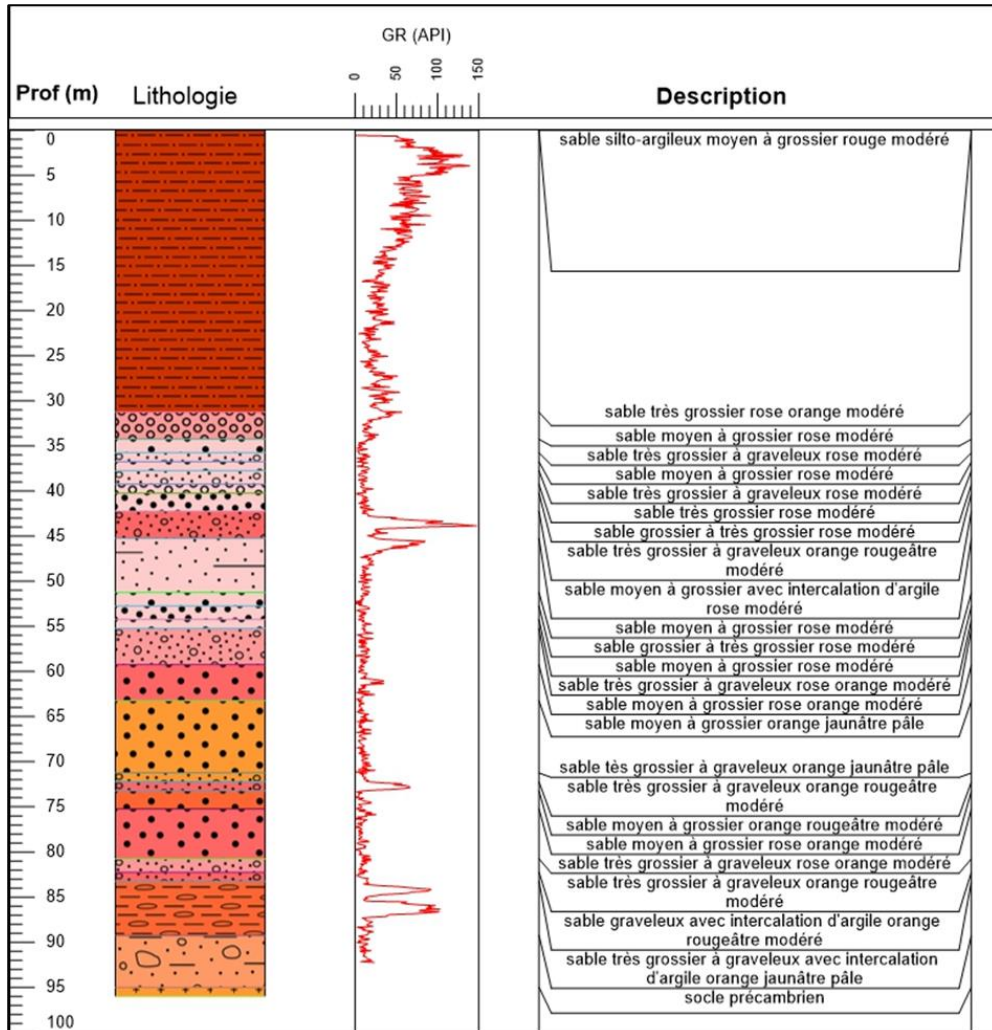 GR (API)
0 50 100 150
Prof (m) Lithologie Description
0
5
10
15
20
25
30
35
40
45
50
55
60
65
70
75
80
85
90
95
100
sable silto-argileux moyen à grossier rouge modéré
sable très grossier rose orange modéré
sable moyen à grossier rose modéré
sable très grossier à graveleux rose modéré
sable moyen à grossier rose modéré
sable très grossier à graveleux rose modéré
sable très grossier rose modéré
sable grossier à très grossier rose modéré
sable très grossier à graveleux orange rougeâtre
modéré
sable moyen à grossier avec intercalation d'argile
rose modéré
sable moyen à grossier rose modéré
sable grossier à très grossier rose modéré
sable moyen à grossier rose modéré
sable très grossier à graveleux rose orange modéré
sable moyen à grossier rose orange modéré
sable moyen à grossier orange jaunâtre pâle
sable tès grossier à graveleux orange jaunâtre pâle
sable très grossier à graveleux orange rougeâtre
modéré
sable moyen à grossier orange rougeâtre modéré
sable moyen à grossier rose orange modéré
sable très grossier à graveleux rose orange modéré
sable très grossier à graveleux orange rougeâtre
modéré
sable graveleux avec intercalation d'argile orange
rougeâtre modéré
sable très grossier à graveleux avec intercalation
d'argile orange jaunâtre pâle
socle précambrien